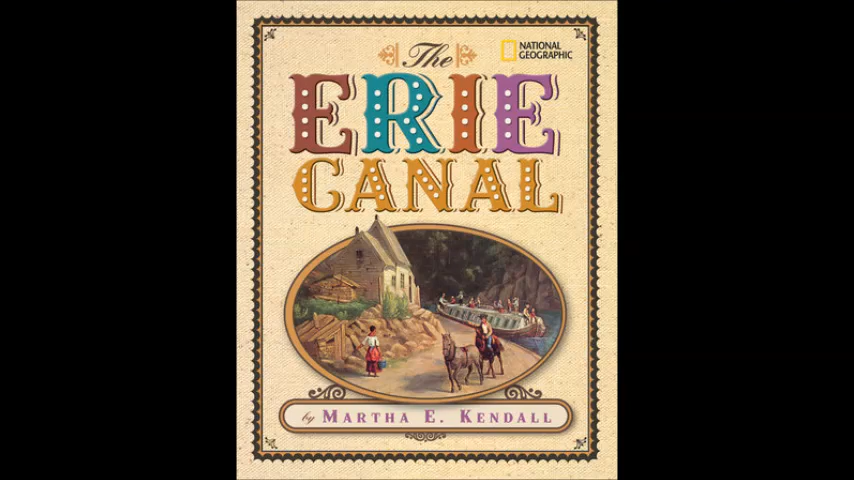 The
NATIONAL
GEOGRAPHIC
ERIE
CANAL
by MARTHA E. KENDALL